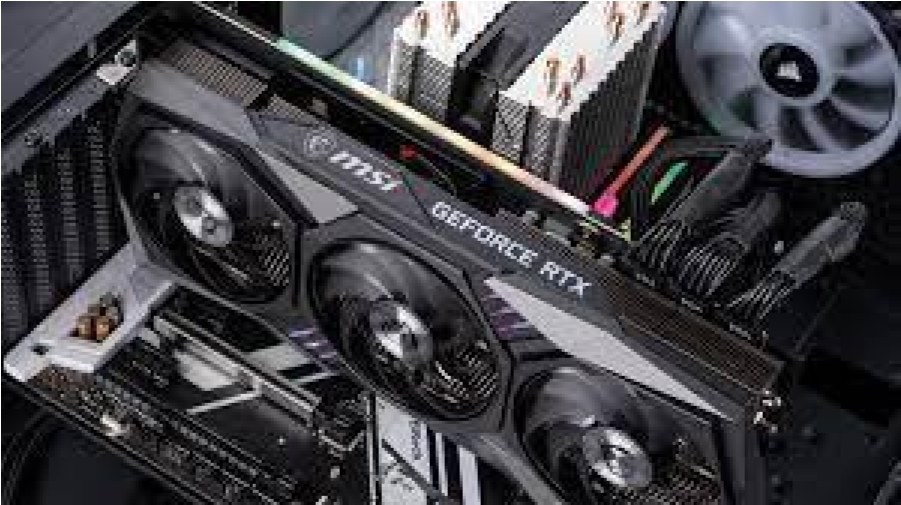 msi
GEFORCE RTX